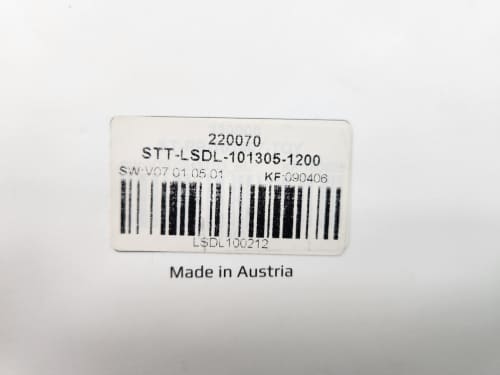 220070
STT-LSDL-101305-1200
SW:V07.01.05.01 KF:090406
LSDL100212
Made in Austria